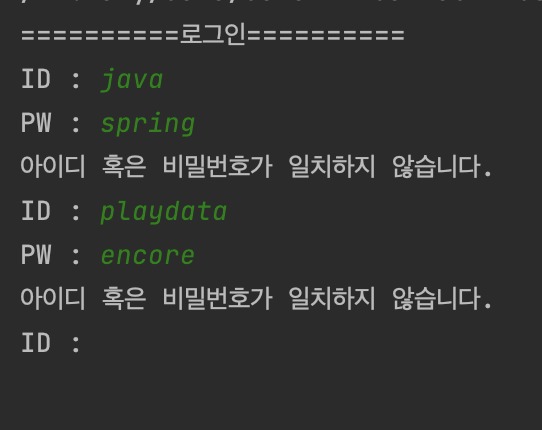 ==========로그인==========
ID : java
PW : spring
아이디 혹은 비밀번호가 일치하지 않습니다.
ID : playdata
PW : encore
아이디 혹은 비밀번호가 일치하지 않습니다.
ID :